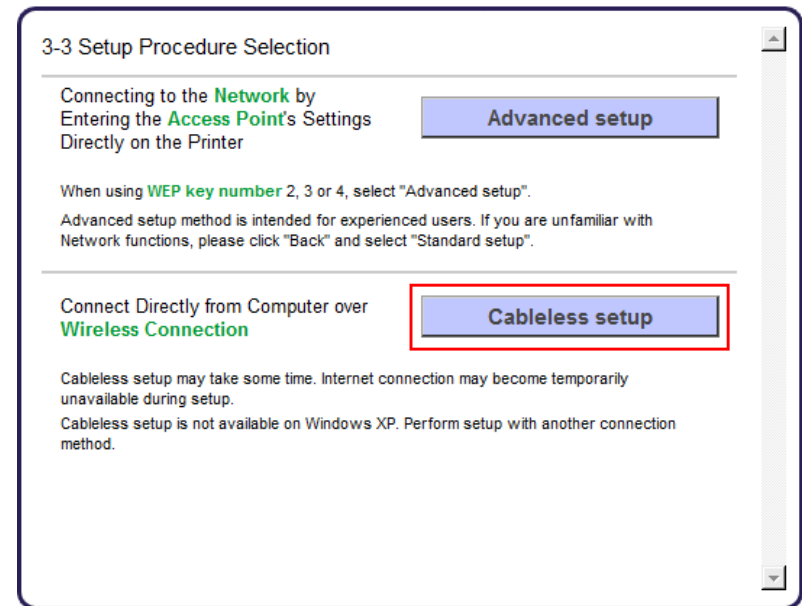 3-3 Setup Procedure Selection
Connecting to the Network by
Entering the Access Point's Settings
Directly on the Printer
Advanced setup
When using WEP key number 2, 3 or 4, select "Advanced setup".
Advanced setup method is intended for experienced users. If you are unfamiliar with
Network functions, please click "Back" and select "Standard setup".
Connect Directly from Computer over
Wireless Connection
Cableless setup
Cableless setup may take some time. Internet connection may become temporarily
unavailable during setup.
Cableless setup is not available on Windows XP. Perform setup with another connection
method.